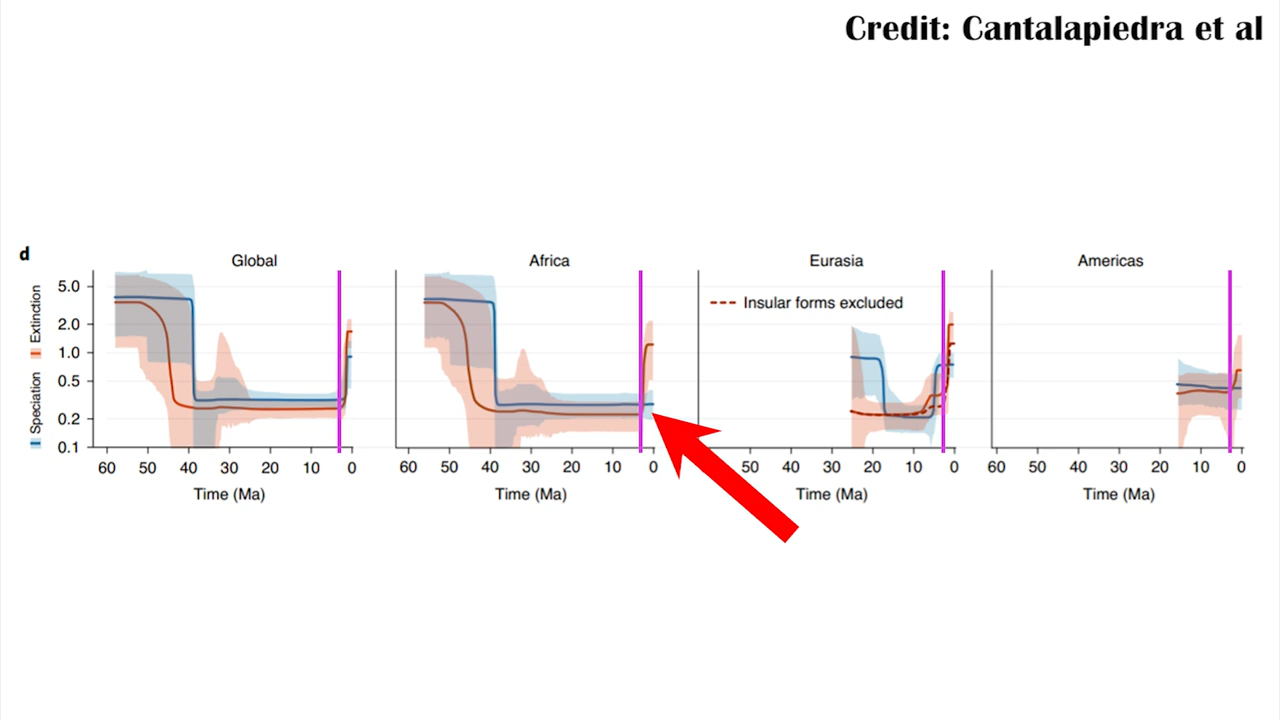 Credit: Cantalapiedra et al
d
Global
Africa
Eurasia
Americas
Extinction
Speciation
5.0
2.0
1.0
0.5
0.2
0.1
Insular forms excluded
60 50 40 30 20 10 0
60 50 40 30 20 10 0
50 40 30 20 10 0
60 50 40 30 20 10 0
Time (Ma)
Time (Ma)
Time (Ma)
Time (Ma)